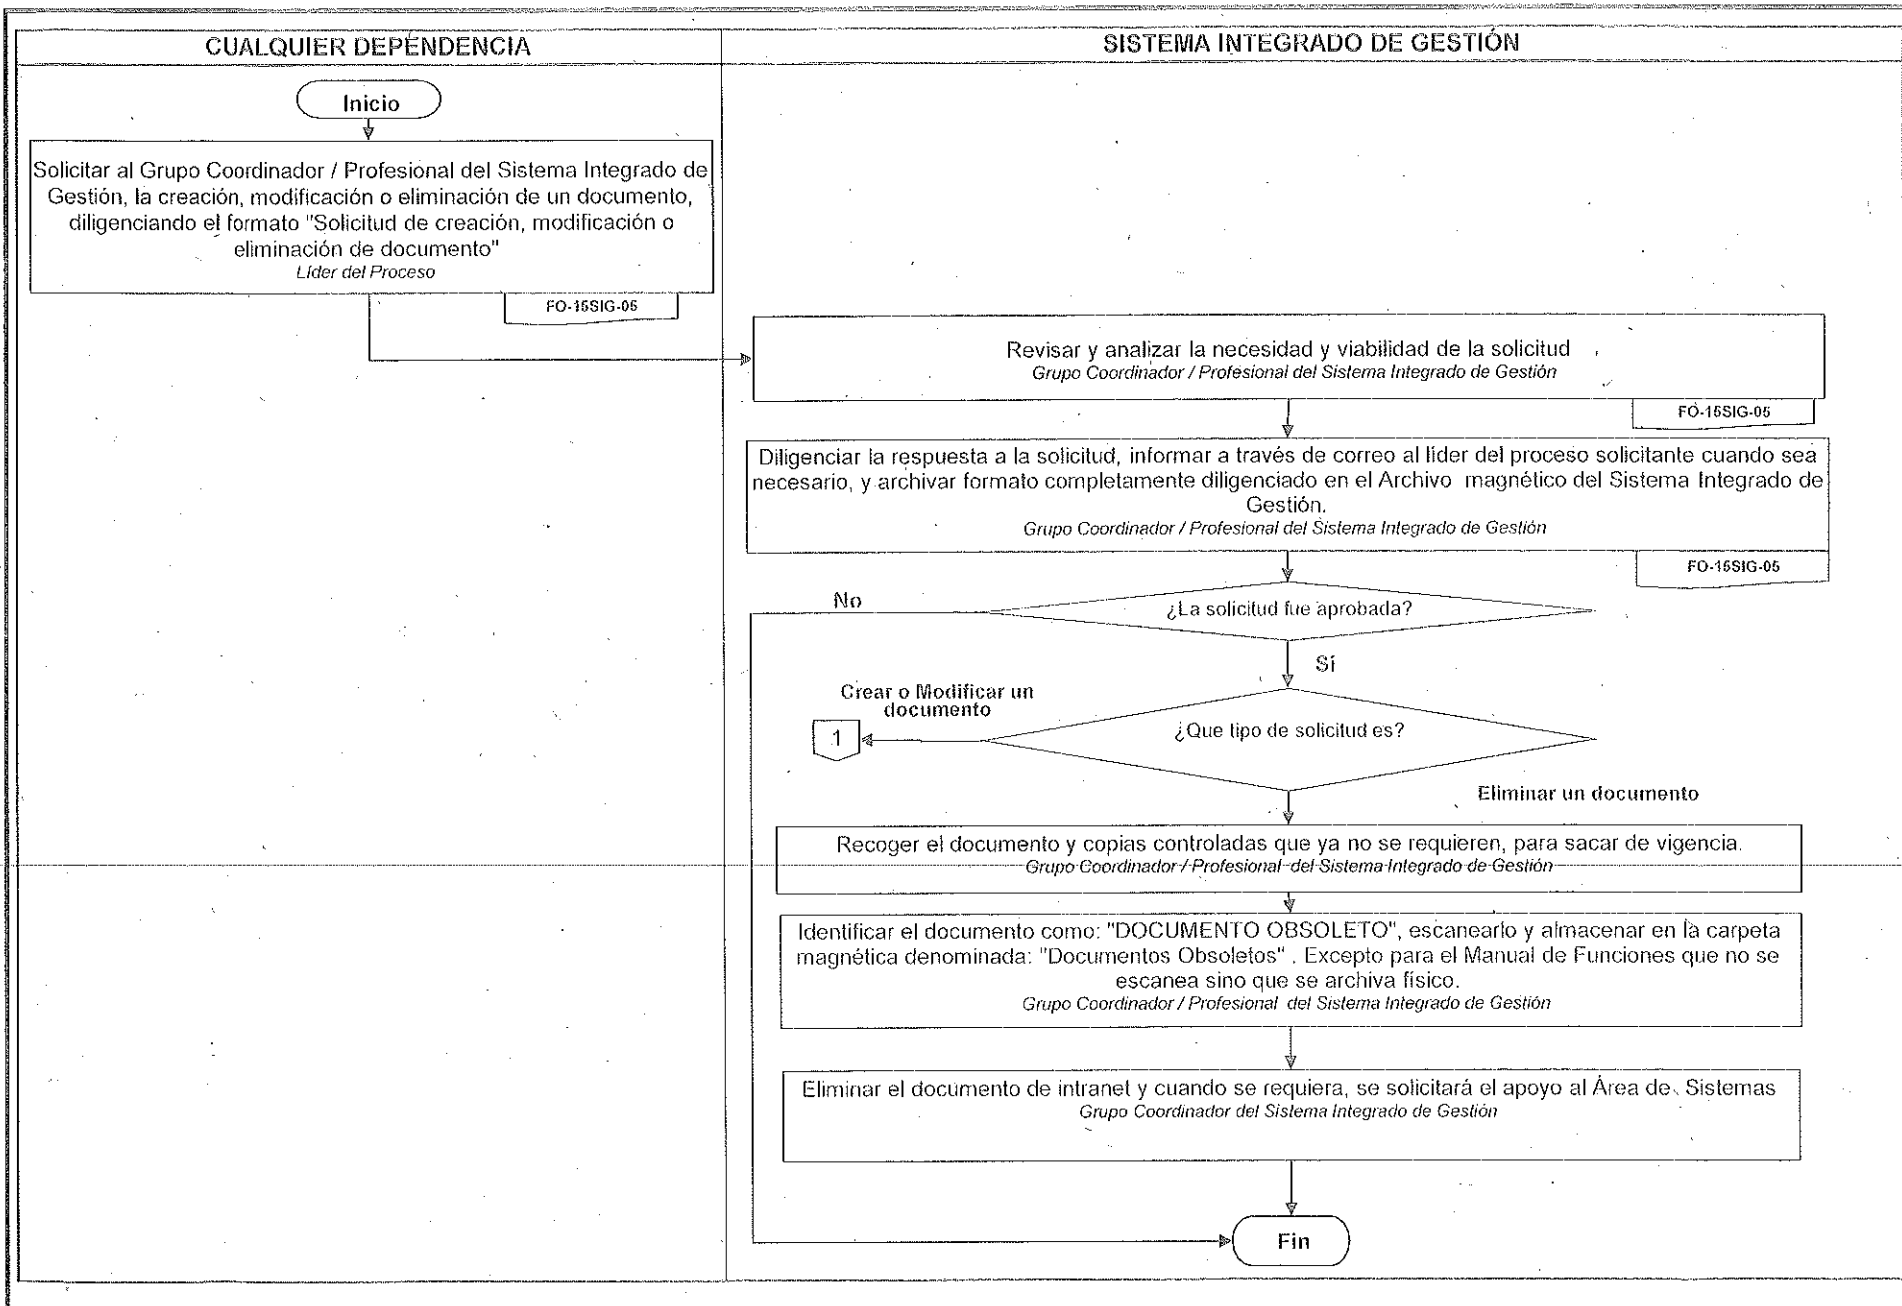 CUALQUIER DEPENDENCIA
SISTEMA INTEGRADO DE GESTIÓN
Inicio
Solicitar al Grupo Coordinador / Profesional del Sistema Integrado de
Gestión, la creación, modificación o eliminación de un documento,
diligenciando el formato "Solicitud de creación, modificación o
eliminación de documento"
Líder del Proceso
FO-15SIG-05
Revisar y analizar la necesidad y viabilidad de la solicitud
Grupo Coordinador / Profesional del Sistema Integrado de Gestión
FO-15SIG-05
Diligenciar la respuesta a la solicitud, informar a través de correo al líder del proceso solicitante cuando sea
necesario, y archivar formato completamente diligenciado en el Archivo magnético del Sistema Integrado de
Gestión.
Grupo Coordinador / Profesional del Sistema Integrado de Gestión
FO-15SIG-05
No
¿La solicitud fue aprobada?
Sí
Crear o Modificar un
documento
1
¿Que tipo de solicitud es?
Eliminar un documento
Recoger el documento y copias controladas que ya no se requieren, para sacar de vigencia.
Grupo Coordinador / Profesional del Sistema Integrado de Gestión
Identificar el documento como: "DOCUMENTO OBSOLETO", escanearlo y almacenar en la carpeta
magnética denominada: "Documentos Obsoletos" . Excepto para el Manual de Funciones que no se
escanea sino que se archiva físico.
Grupo Coordinador / Profesional del Sistema Integrado de Gestión
Eliminar el documento de intranet y cuando se requiera, se solicitará el apoyo al Área de Sistemas
Grupo Coordinador del Sistema Integrado de Gestión
Fin